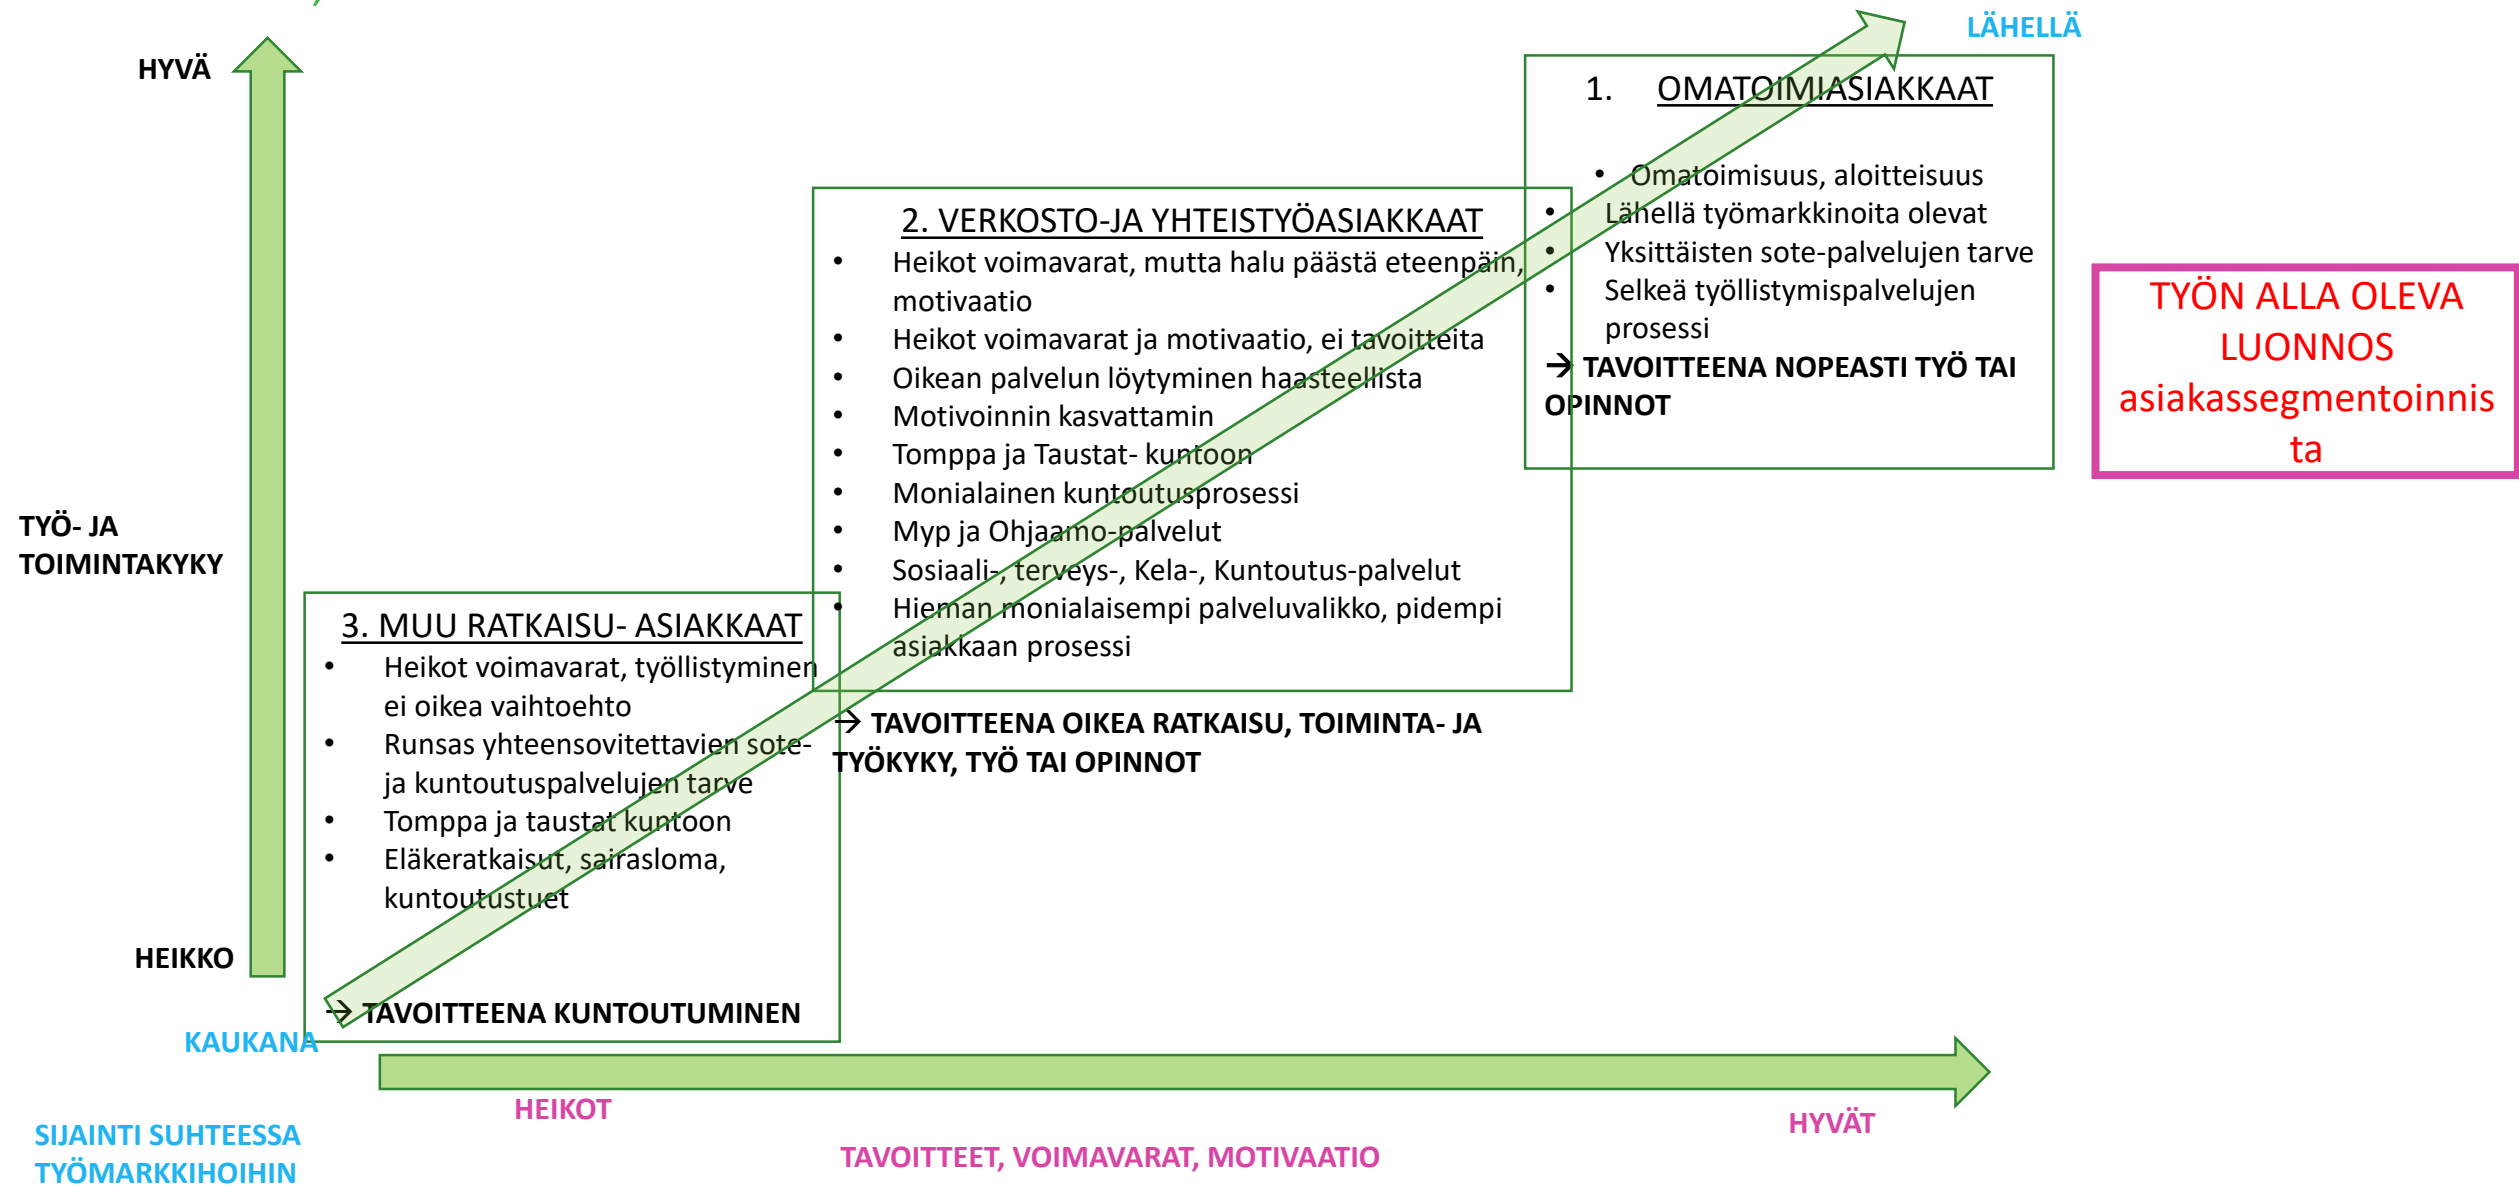 LÄHELLÄ
HYVÄ
1. OMATOIMIASIAKKAAT
• Omatoimisuus, aloitteisuus
• Lähellä työmarkkinoita olevat
• Yksittäisten sote-palvelujen tarve
• Selkeä työllistymispalvelujen
prosessi
→ TAVOITTEENA NOPEASTI TYÖ TAI
OPINNOT
TYÖN ALLA OLEVA
LUONNOS
asiakassegmentoinnis
ta
2. VERKOSTO-JA YHTEISTYÖASIAKKAAT
• Heikot voimavarat, mutta halu päästä eteenpäin,
motivaatio
• Heikot voimavarat ja motivaatio, ei tavoitteita
• Oikean palvelun löytyminen haasteellista
• Motivoinnin kasvattamin
• Tomppa ja Taustat- kuntoon
• Monialainen kuntoutusprosessi
• Myp ja Ohjaamo-palvelut
• Sosiaali-, terveys-, Kela-, Kuntoutus-palvelut
• Hieman monialaisempi palveluvalikko, pidempi
asiakkaan prosessi
→ TAVOITTEENA OIKEA RATKAISU, TOIMINTA- JA
TYÖKYKY, TYÖ TAI OPINNOT
TYÖ- JA
TOIMINTAKYKY
3. MUU RATKAISU- ASIAKKAAT
• Heikot voimavarat, työllistyminen
ei oikea vaihtoehto
• Runsas yhteensovitettavien sote-
ja kuntoutuspalvelujen tarve
• Tomppa ja taustat kuntoon
• Eläkeratkaisut, sairasloma,
kuntoutustuet
→ TAVOITTEENA KUNTOUTUMINEN
HEIKKO
KAUKANA
HEIKOT
HYVÄT
SIJAINTI SUHTEESSA
TYÖMARKKIHOIHIN
TAVOITTEET, VOIMAVARAT, MOTIVAATIO